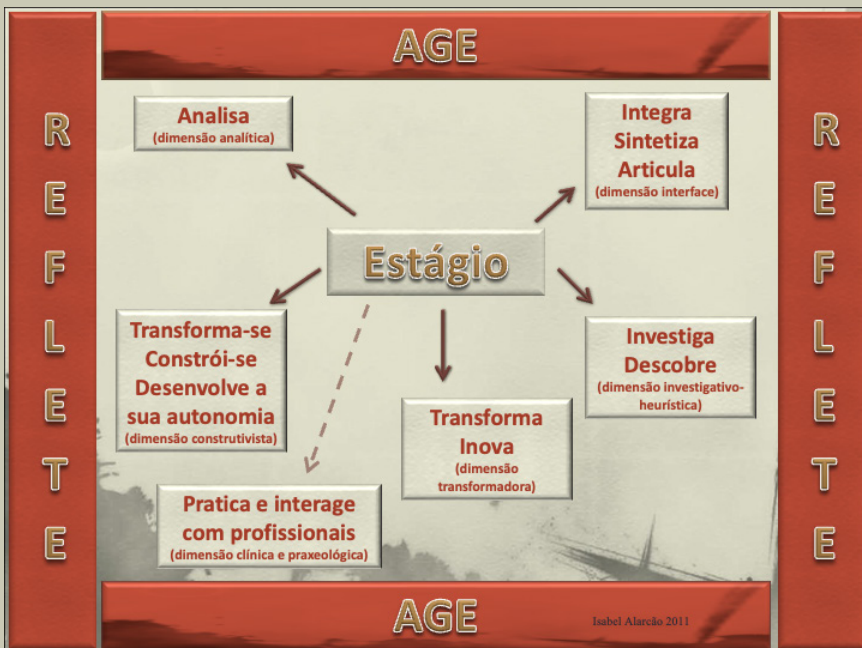 AGE
R
E
F
L
E
T
E
R
E
F
L
E
T
E
Analisa
(dimensão analítica)
Integra
Sintetiza
Articula
(dimensão interface)
Estágio
Transforma-se
Constrói-se
Desenvolve a
sua autonomia
(dimensão construtivista)
Investiga
Descobre
(dimensão investigativo-
heurística)
Transforma
Inova
(dimensão
transformadora)
Pratica e interage
com profissionais
(dimensão clínica e praxeológica)
AGE
Isabel Alarcão 2011